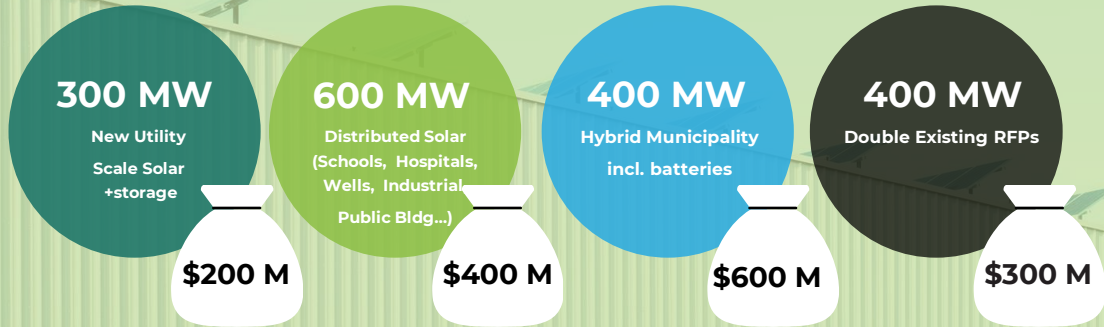 300 MW
New Utility
Scale Solar
+storage
$200 M
600 MW
Distributed Solar
(Schools, Hospitals,
Wells, Industrial,
Public Bldg...)
$400 M
400 MW
Hybrid Municipality
incl. batteries
$600 M
400 MW
Double Existing RFPs
$300 M